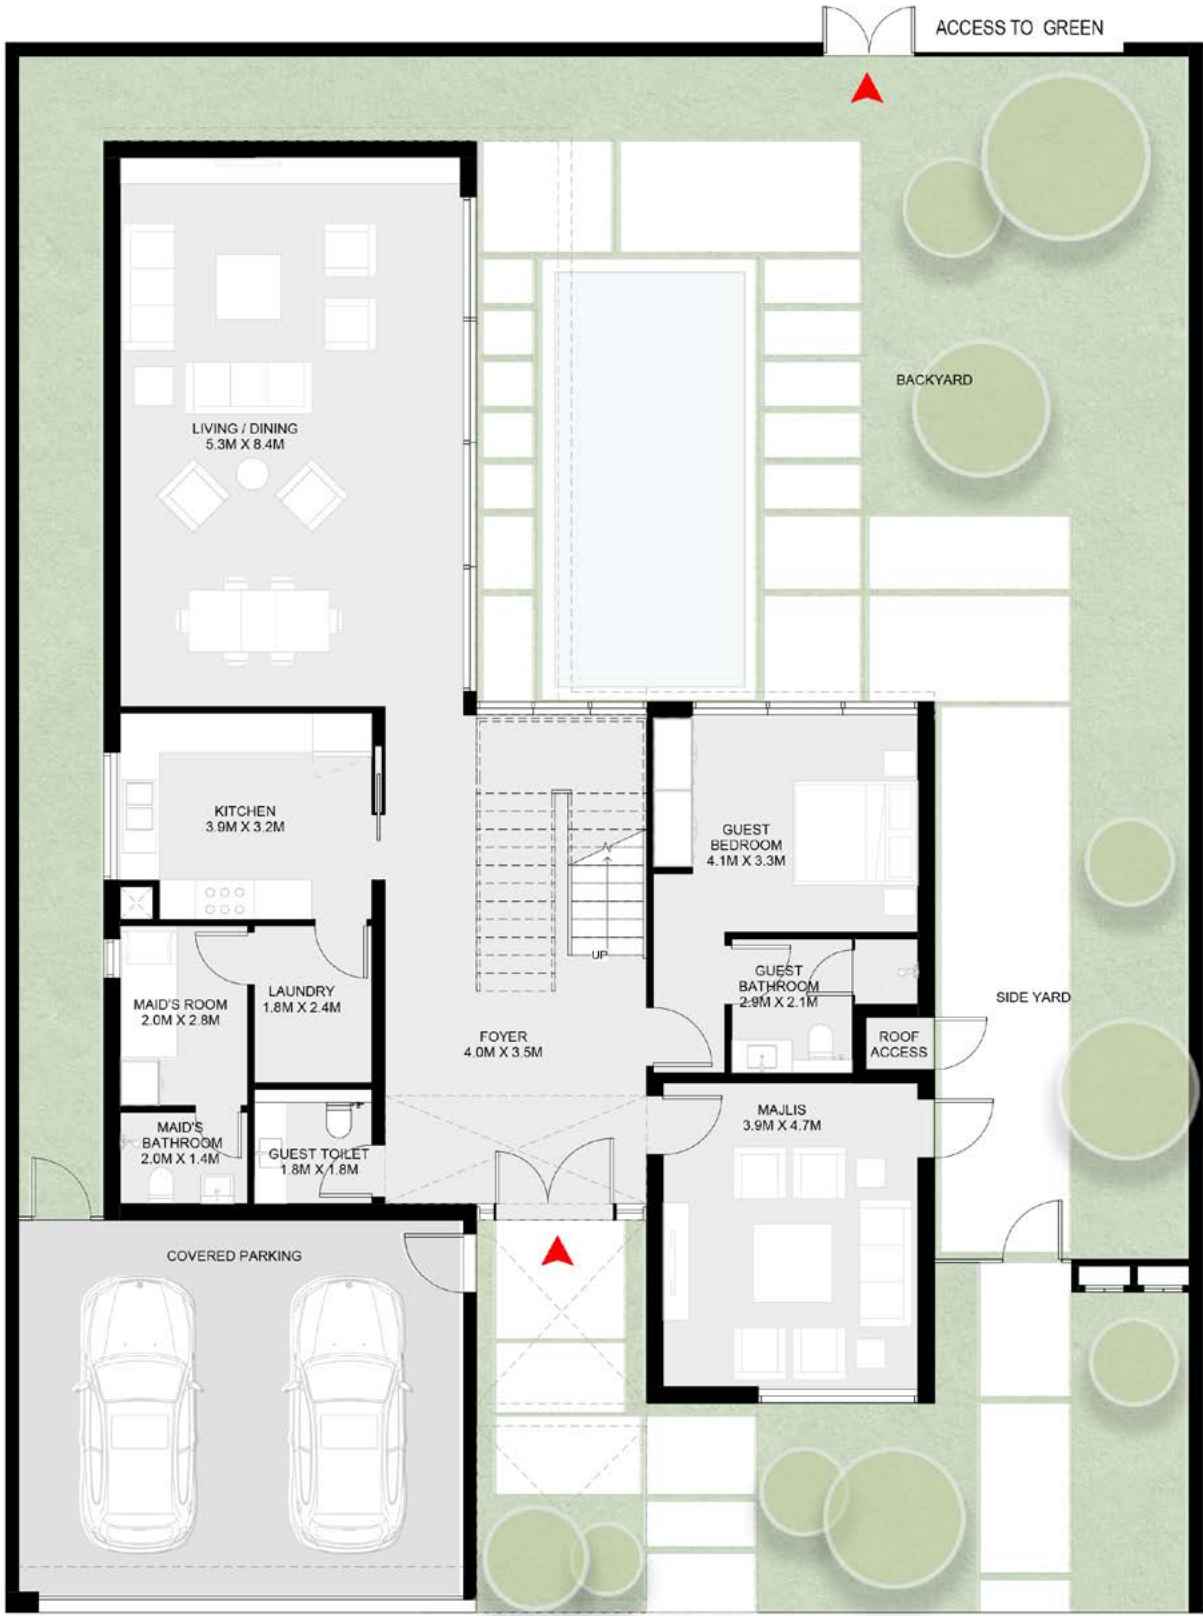 ACCESS TO GREEN
BACKYARD
LIVING / DINING
5.3M X 8.4M
KITCHEN
3.9M X 3.2M
GUEST
BEDROOM
4.1M X 3.3M
UP
GUEST
BATHROOM
2.9M X 2.1M
MAID'S ROOM
2.0M X 2.8M
LAUNDRY
1.8M X 2.4M
SIDE YARD
FOYER
4.0M X 3.5M
ROOF
ACCESS
MAJLIS
3.9M X 4.7M
MAID'S
BATHROOM
2.0M X 1.4M
GUEST TOILET
1.8M X 1.8M
COVERED PARKING